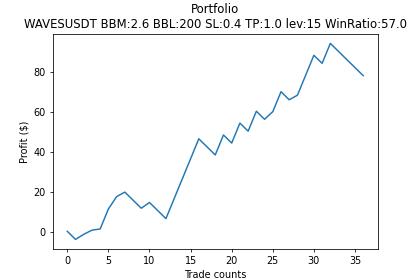 Portfolio
WAVESUSDT BBM:2.6 BBL:200 SL:0.4 TP:1.0 lev:15 WinRatio:57.0
80
60
40
20
0
Profit ($)
0 5 10 15 20 25 30 35
Trade counts